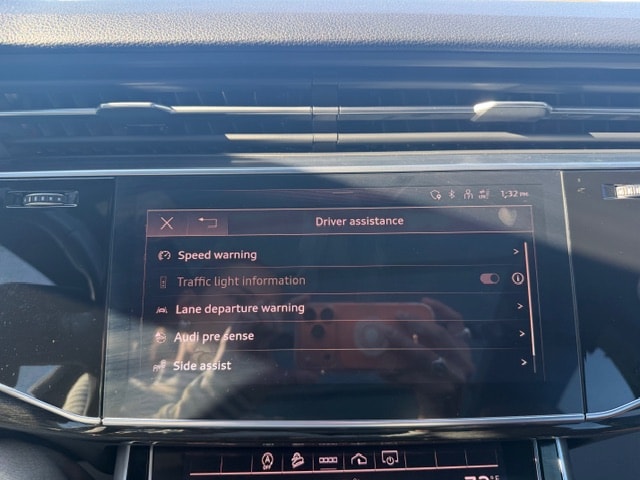 1:32 PM
Driver assistance
Speed warning
Traffic light information
Lane departure warning
Audi pre sense
Side assist